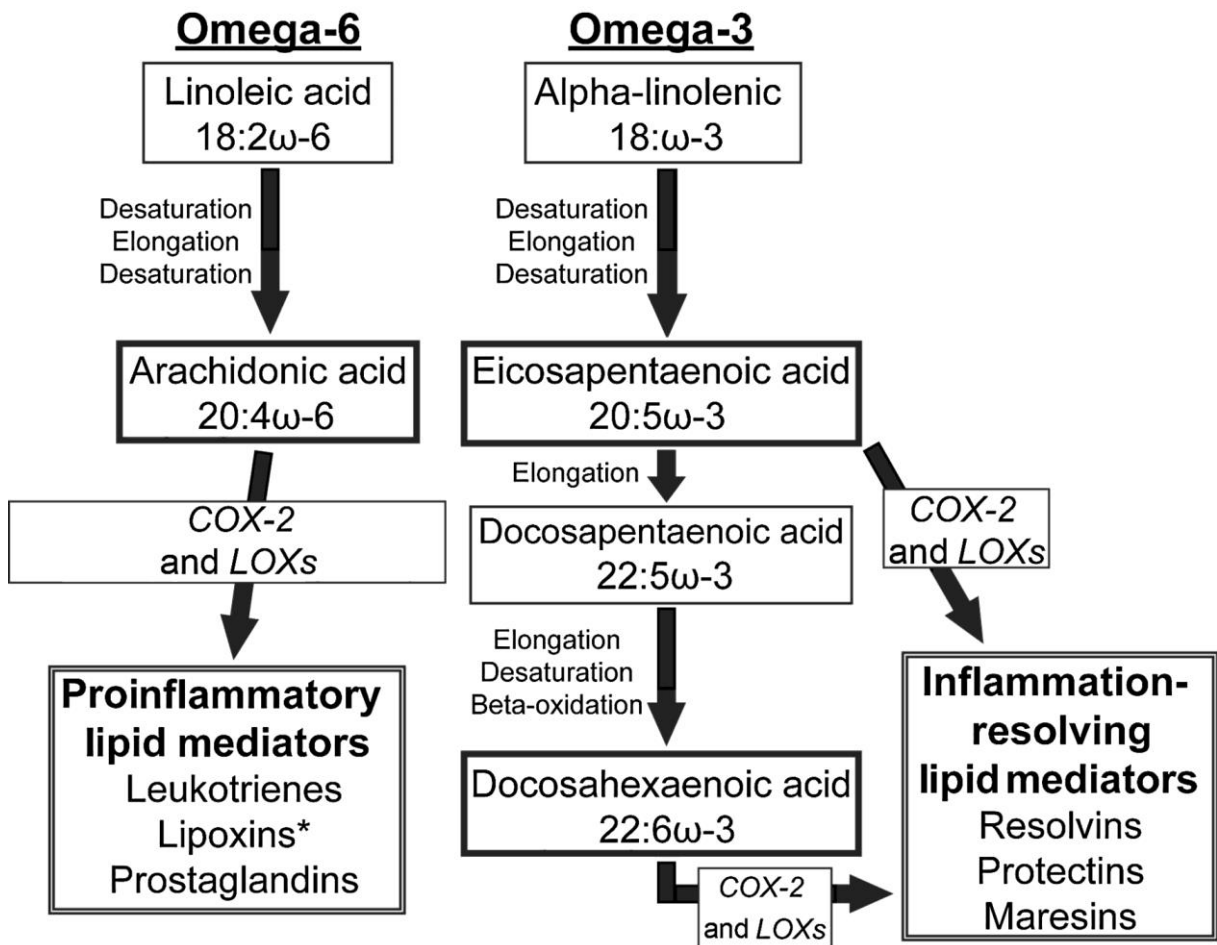 Omega-6
Linoleic acid
18:2ω-6
Desaturation
Elongation
Desaturation
Arachidonic acid
20:4ω-6
COX-2
and LOXs
Proinflammatory
lipid mediators
Leukotrienes
Lipoxins*
Prostaglandins
Omega-3
Alpha-linolenic
18:ω-3
Desaturation
Elongation
Desaturation
Eicosapentaenoic acid
20:5ω-3
Elongation
Docosapentaenoic acid
22:5ω-3
Elongation
Desaturation
Beta-oxidation
Docosahexaenoic acid
22:6ω-3
COX-2
and LOXs
COX-2
and LOXs
Inflammation-
resolving
lipid mediators
Resolvins
Protectins
Maresins